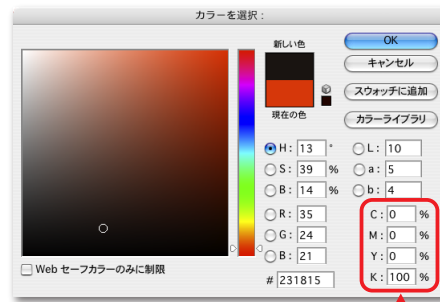 カラーを選択:
新しい色
現在の色
OK
キャンセル
スウォッチに追加
カラーライブラリ
H: 13 °
S: 39 %
B: 14 %
R: 35
G: 24
B: 21
# 231815
L: 10
a: 5
b: 4
C: 0 %
M: 0 %
Y: 0 %
K: 100 %
Web セーフカラーのみに制限